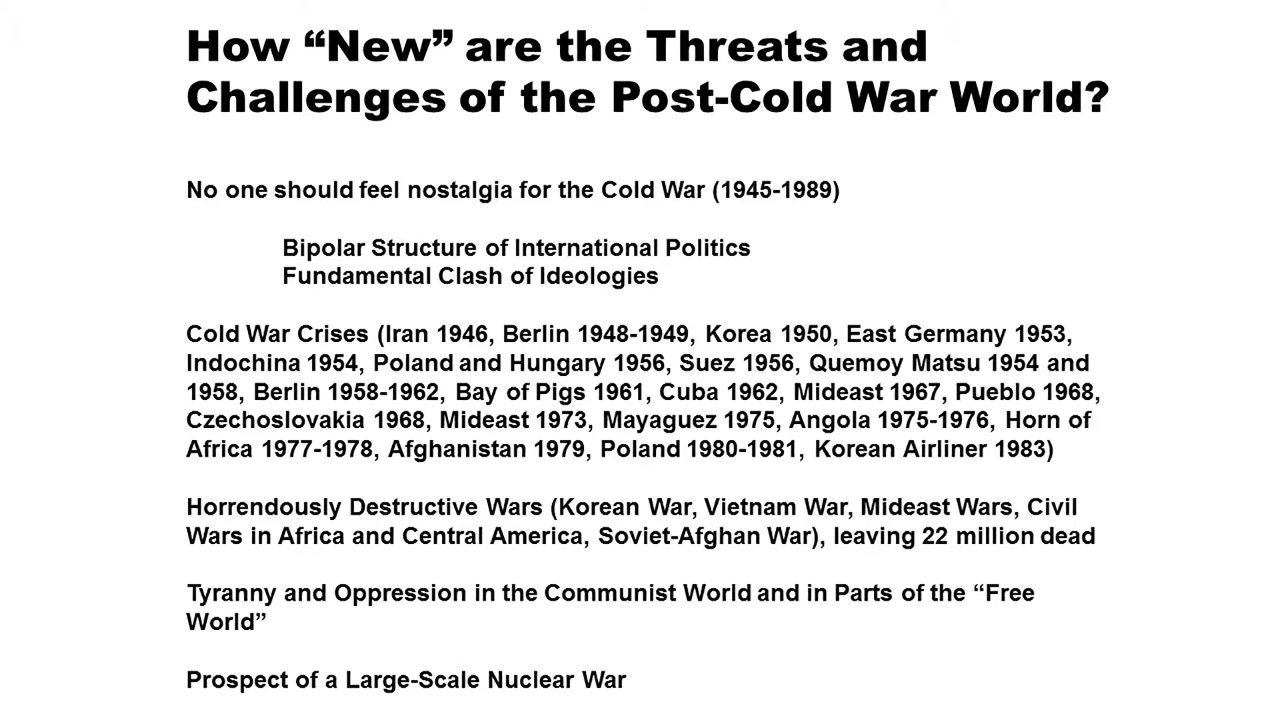 How “New” are the Threats and
Challenges of the Post-Cold War World?
No one should feel nostalgia for the Cold War (1945-1989)
Bipolar Structure of International Politics
Fundamental Clash of Ideologies
Cold War Crises (Iran 1946, Berlin 1948-1949, Korea 1950, East Germany 1953,
Indochina 1954, Poland and Hungary 1956, Suez 1956, Quemoy Matsu 1954 and
1958, Berlin 1958-1962, Bay of Pigs 1961, Cuba 1962, Mideast 1967, Pueblo 1968,
Czechoslovakia 1968, Mideast 1973, Mayaguez 1975, Angola 1975-1976, Horn of
Africa 1977-1978, Afghanistan 1979, Poland 1980-1981, Korean Airliner 1983)
Horrendously Destructive Wars (Korean War, Vietnam War, Mideast Wars, Civil
Wars in Africa and Central America, Soviet-Afghan War), leaving 22 million dead
Tyranny and Oppression in the Communist World and in Parts of the “Free
World”
Prospect of a Large-Scale Nuclear War